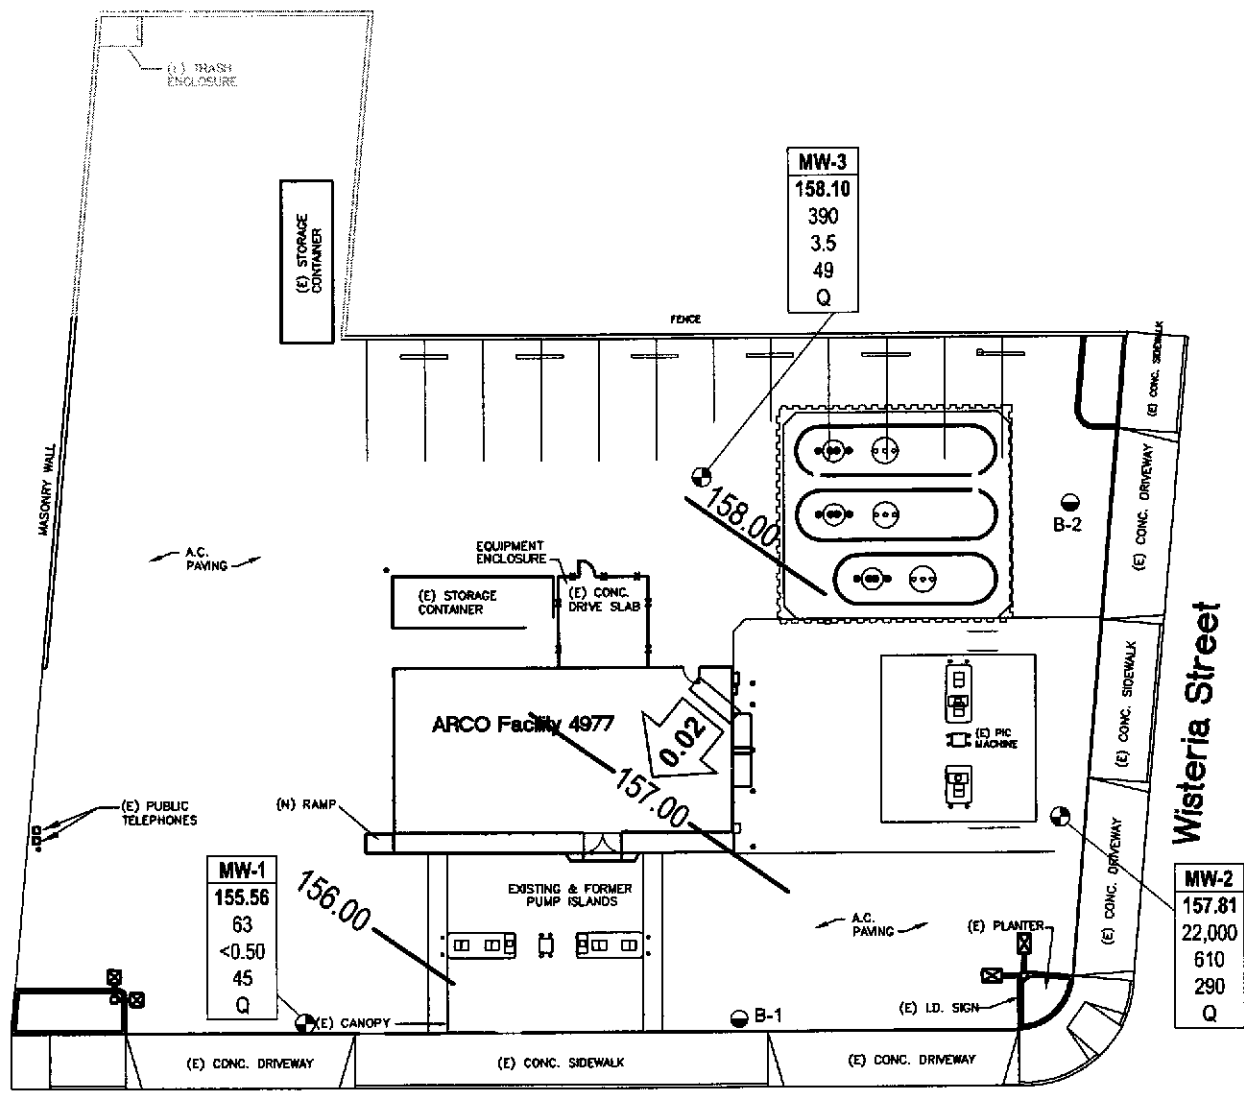 (E) TRASH
ENCLOSURE
MW-3
158.10
390
3.5
49
Q
(E) STORAGE
CONTAINER
FENCE
(E) CONC. SIDEWALK
MASONRY WALL
(E) CONC. DRIVEWAY
158.00
B-2
A.C.
PAVING
EQUIPMENT
ENCLOSURE
(E) STORAGE
CONTAINER
(E) CONC.
DRIVE SLAB
Wisteria Street
(E) CONC. SIDEWALK
ARCO Facility 4977
0.02
(E) PIC
MACHINE
157.00
(E) PUBLIC
TELEPHONES
(N) RAMP
(E) CONC. DRIVEWAY
MW-1
155.56
63
<0.50
45
Q
156.00
EXISTING & FORMER
PUMP ISLANDS
MW-2
157.81
22,000
610
290
Q
A.C.
PAVING
(E) PLANTER
(E) I.D. SIGN
(E) CANOPY
B-1
(E) CONC. DRIVEWAY
(E) CONC. SIDEWALK
(E) CONC. DRIVEWAY